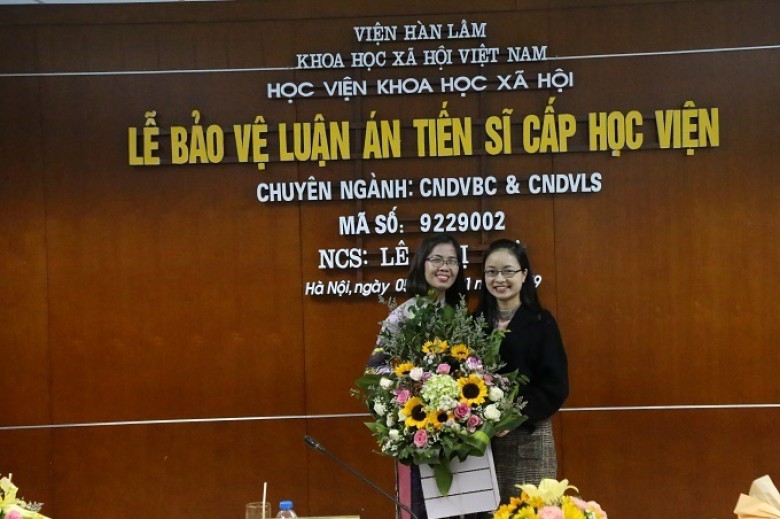 VIỆN HÀN LÂM
KHOA HỌC XÃ HỘI VIỆT NAM
HỌC VIỆN KHOA HỌC XÃ HỘI
LỄ BẢO VỆ LUẬN ÁN TIẾN SĨ CẤP HỌC VIỆN
CHUYÊN NGÀNH: CNDVBC & CNDVLS
MÃ SỐ: 9229002
NCS: LÊ
Hà Nội, ngày